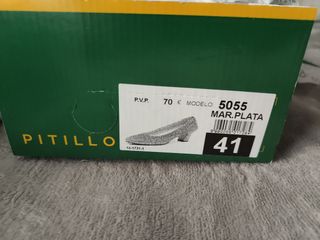 P.V.P. 70 € MODELO: 5055
MAR.PLATA
41
PITILLO